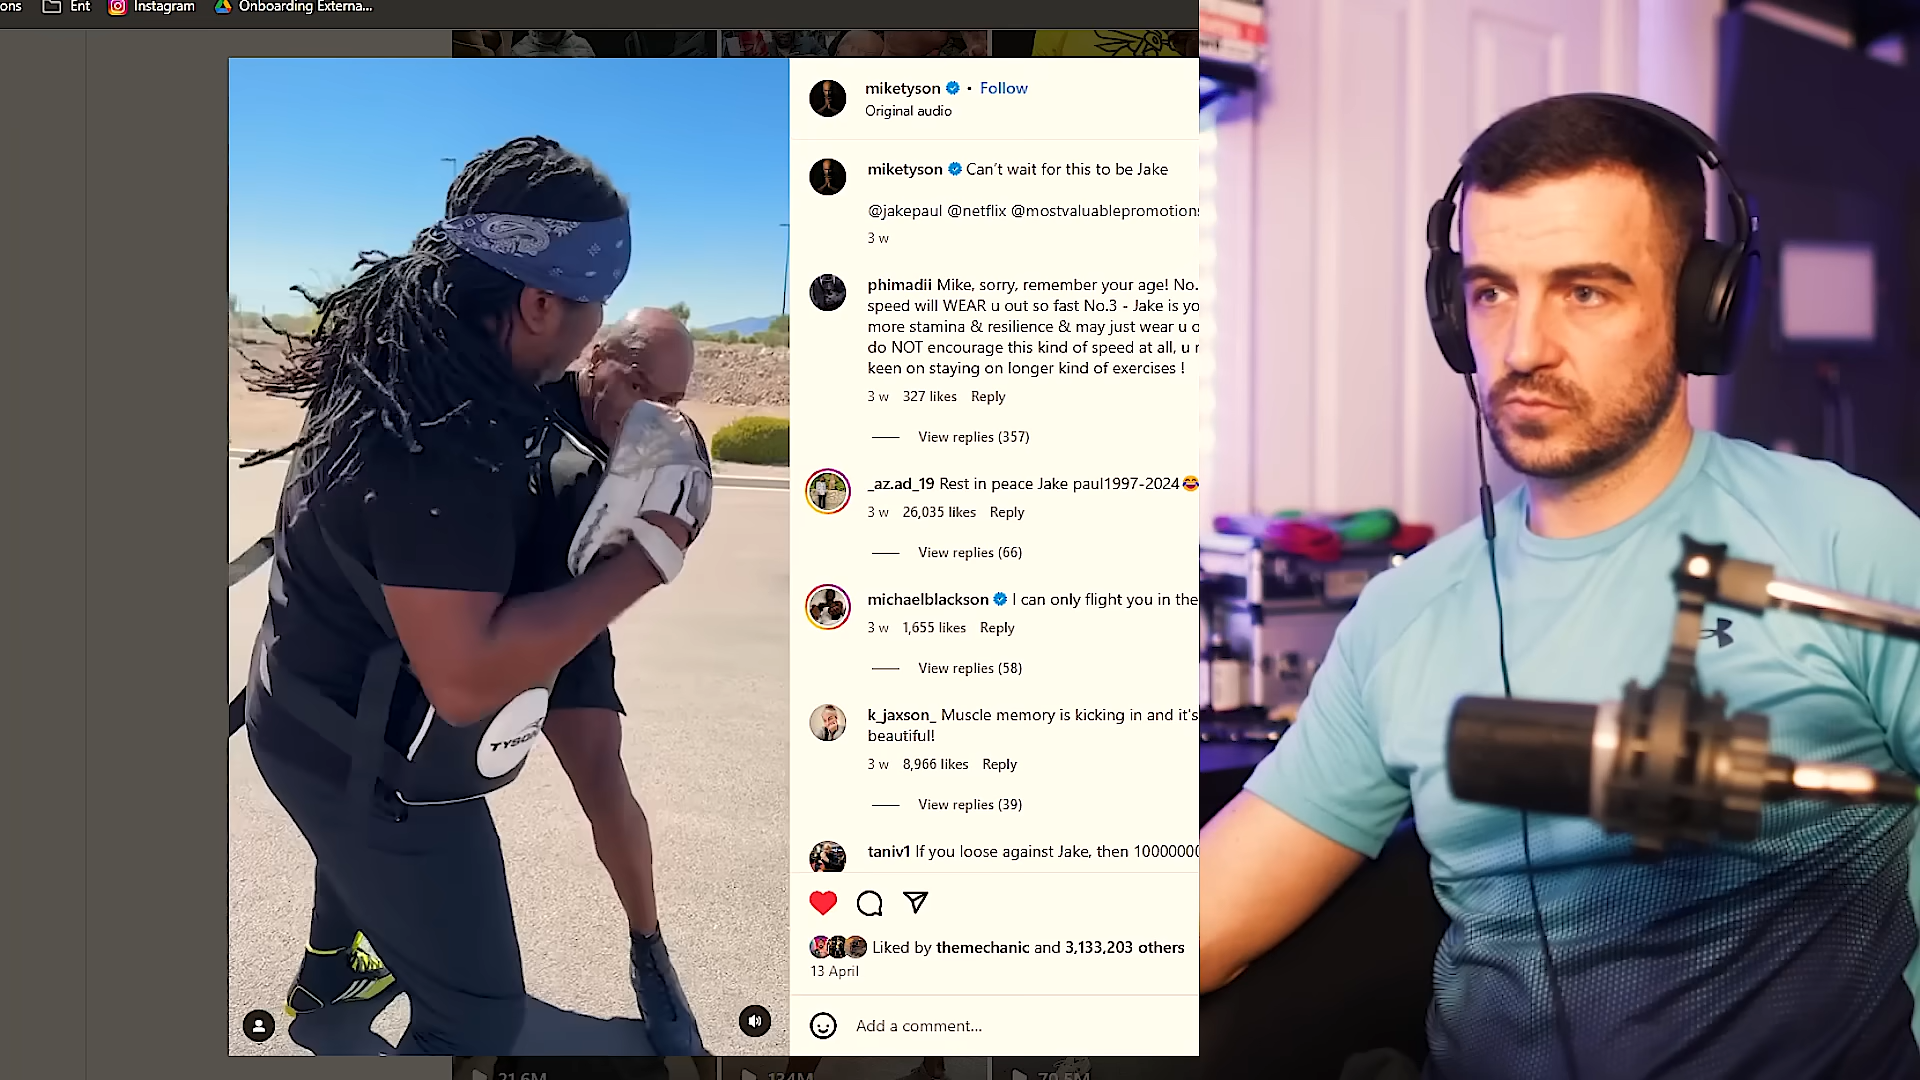 ons
Ent
Instagram
Onboarding Externa...
miketyson • Follow
Original audio
miketyson Can't wait for this to be Jake
@jakepaul @netflix @mostvaluablepromotions
3 w
phimadii Mike, sorry, remember your age! No.
speed will WEAR u out so fast No.3 - Jake is yo
more stamina & resilience & may just wear u o
do NOT encourage this kind of speed at all, u r
keen on staying on longer kind of exercises !
3 w 327 likes Reply
View replies (357)
_az.ad_19 Rest in peace Jake paul1997-2024😂
3 w 26,035 likes Reply
View replies (66)
michaelblackson I can only flight you in the
3 w 1,655 likes Reply
View replies (58)
k_jaxson_ Muscle memory is kicking in and it's
beautiful!
3 w 8,966 likes Reply
View replies (39)
taniv1 If you loose against Jake, then 10000000
Liked by themechanic and 3,133,203 others
13 April
Add a comment...
TYSON
21.6M
134M
70.5M